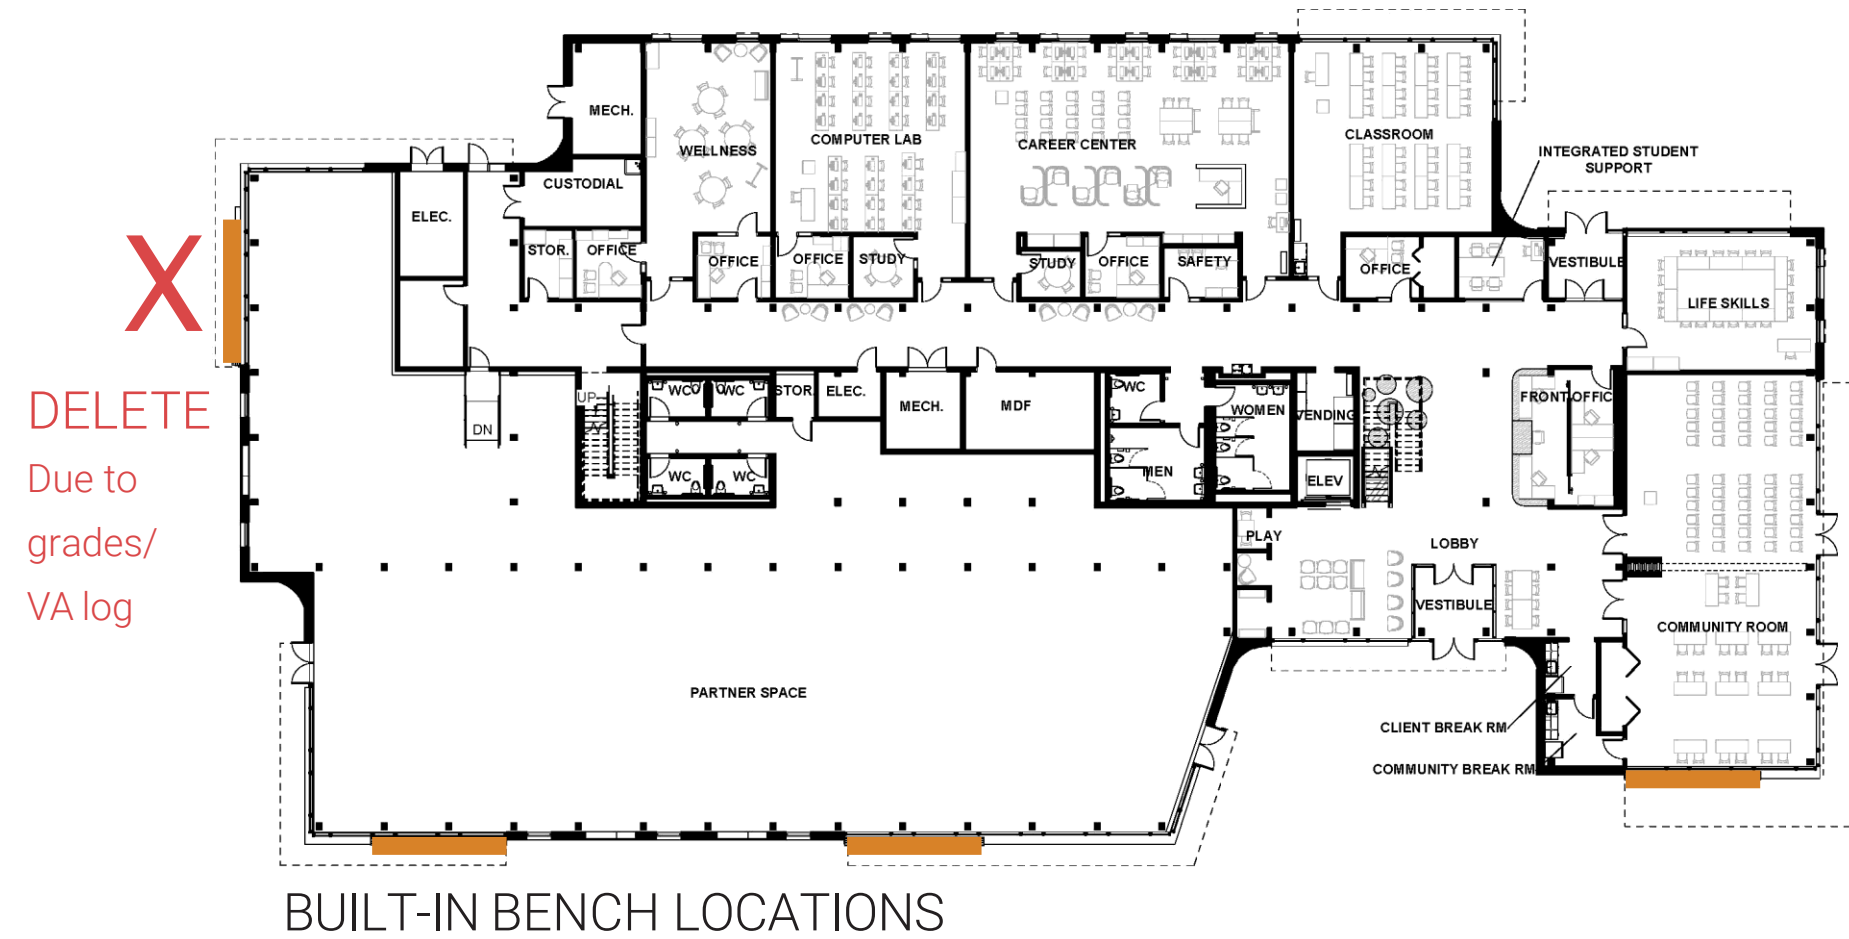 MECH.
WELLNESS
COMPUTER LAB
CAREER CENTER
CLASSROOM
INTEGRATED STUDENT
SUPPORT
CUSTODIAL
ELEC.
STOR.
OFFICE
OFFICE
OFFICE
STUDY
STUDY
OFFICE
SAFETY
OFFICE
VESTIBULE
LIFE SKILLS
X
DELETE
Due to
grades/
VA log
DN
UP
WC
WC
STOR.
ELEC.
MECH.
MDF
WC
WOMEN
VENDING
FRONT OFFIC
WC
WC
MEN
ELEV
PLAY
LOBBY
VESTIBULE
COMMUNITY ROOM
PARTNER SPACE
CLIENT BREAK RM
COMMUNITY BREAK RM
BUILT-IN BENCH LOCATIONS